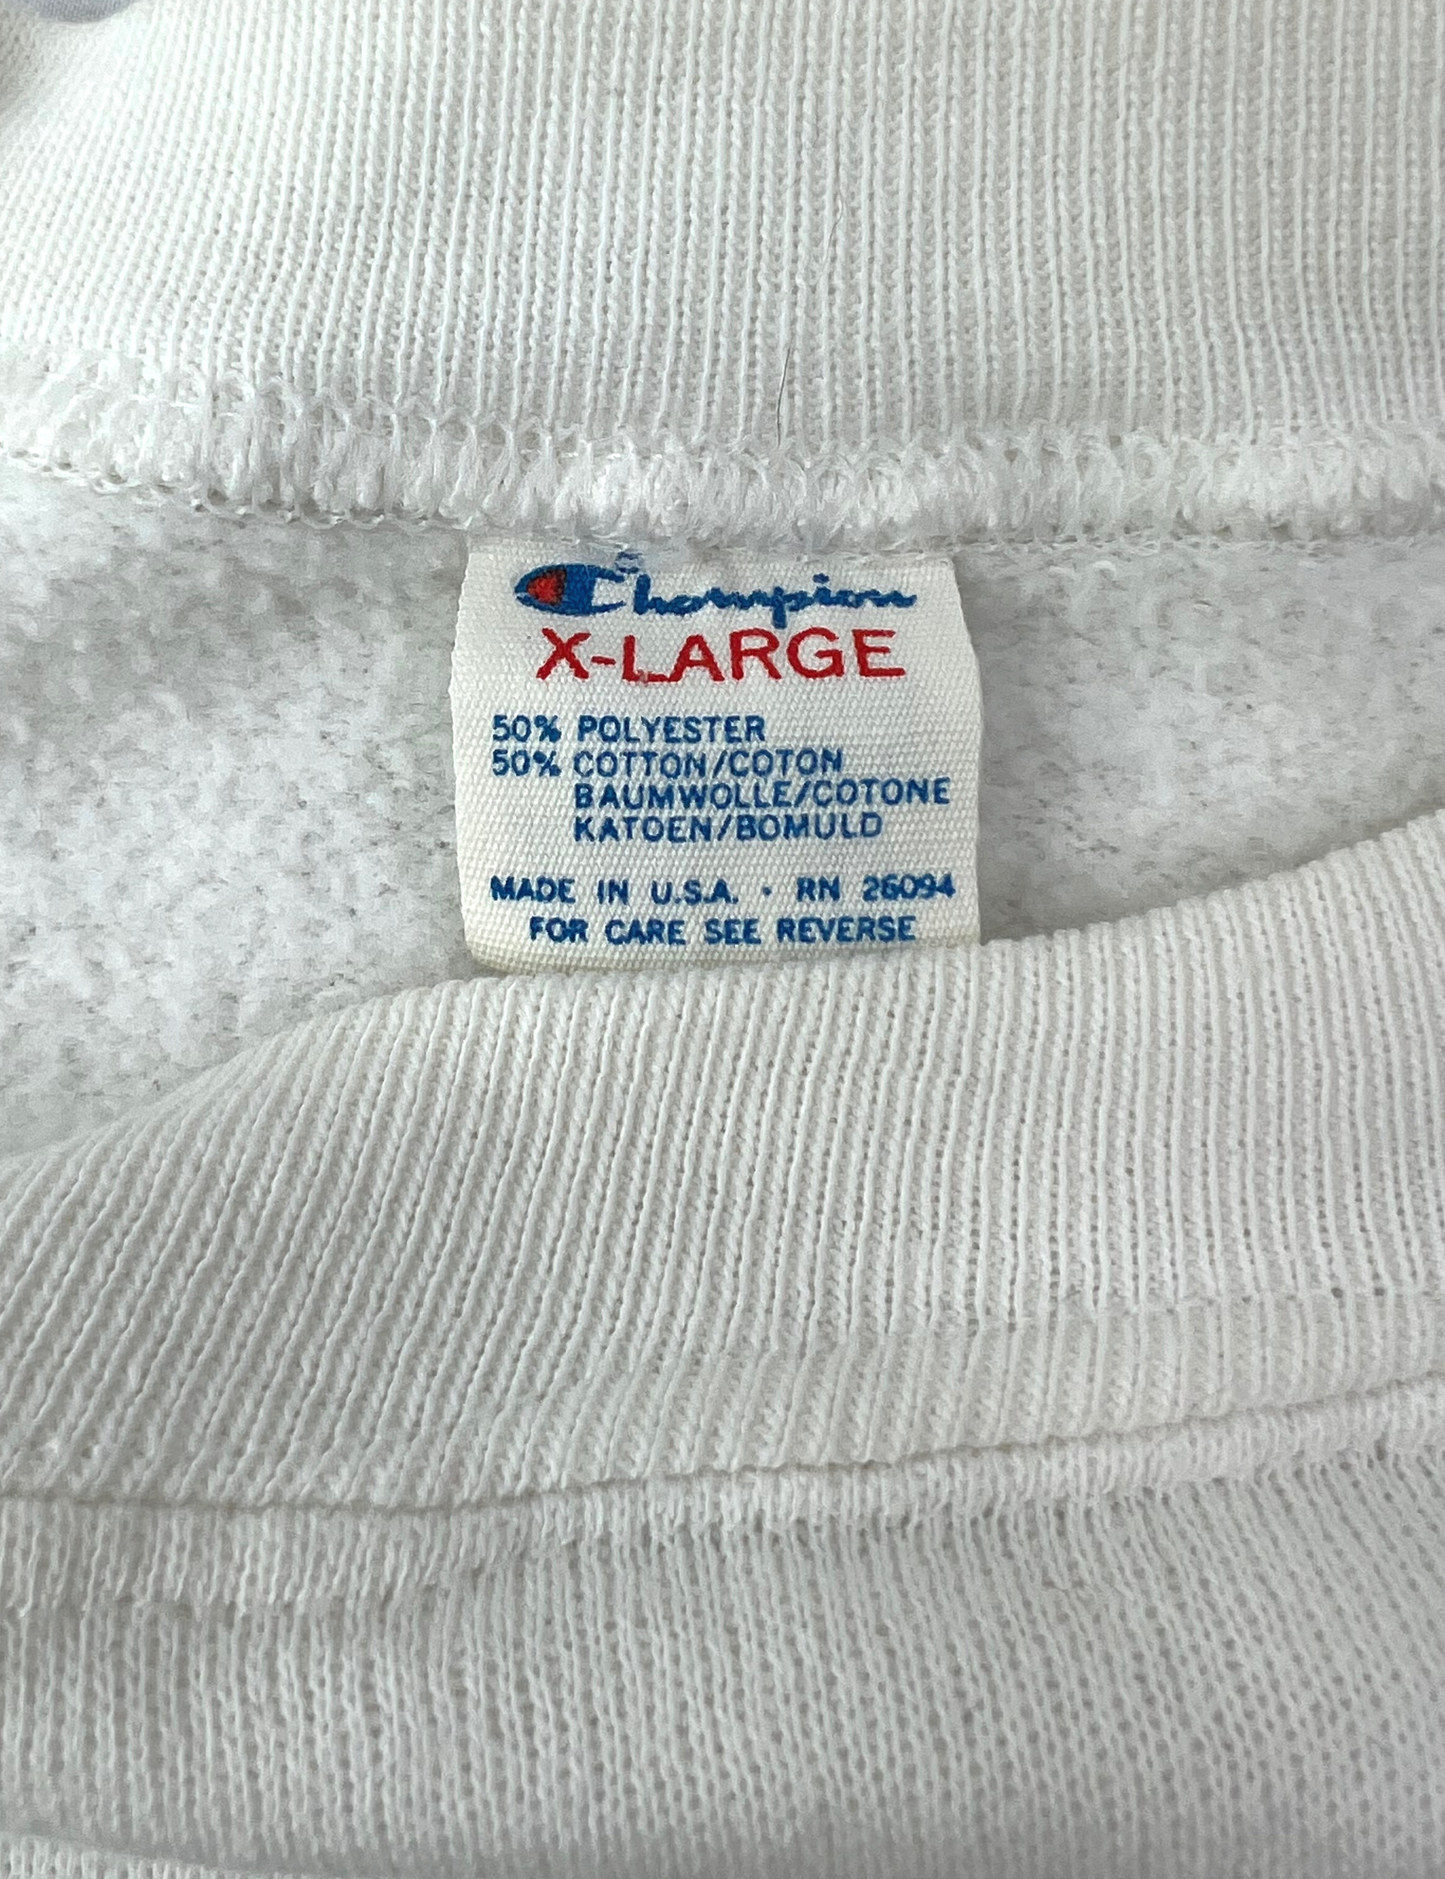 Champion
X-LARGE
50% POLYESTER
50% COTTON/COTON
BAUMWOLLE/COTONE
KATOEN/BOMULD
MADE IN U.S.A. • RN 26094
FOR CARE SEE REVERSE